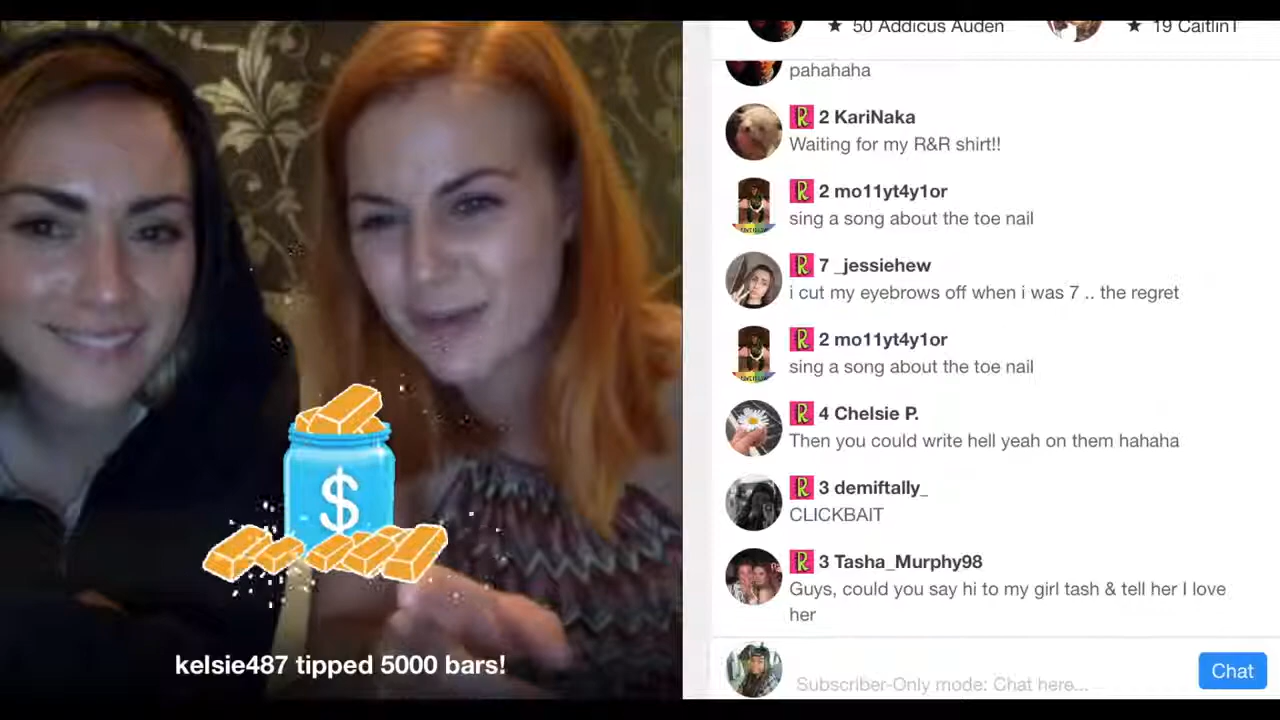 ★ 50 Addicus Auden
★ 19 CaitlinT
pahahaha
R 2 KariNaka
Waiting for my R&R shirt!!
R 2 mo11yt4y1or
sing a song about the toe nail
R 7 _jessiehew
i cut my eyebrows off when i was 7 .. the regret
R 2 mo11yt4y1or
sing a song about the toe nail
R 4 Chelsie P.
Then you could write hell yeah on them hahaha
R 3 demiftally_
CLICKBAIT
R 3 Tasha_Murphy98
Guys, could you say hi to my girl tash & tell her I love
her
$
kelsie487 tipped 5000 bars!
Subscriber-Only mode: Chat here...
Chat